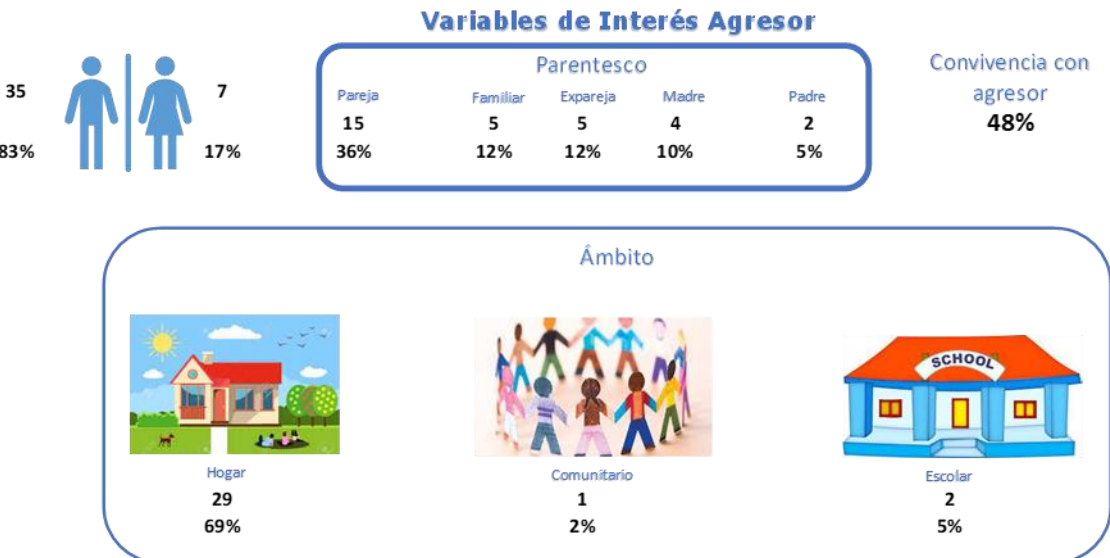 Variables de Interés Agresor
35
83%
7
17%
Parentesco
Pareja Familiar Expareja Madre Padre
15 5 5 4 2
36% 12% 12% 10% 5%
Convivencia con
agresor
48%
Ámbito
SCHOOL
Hogar Comunitario Escolar
29 1 2
69% 2% 5%